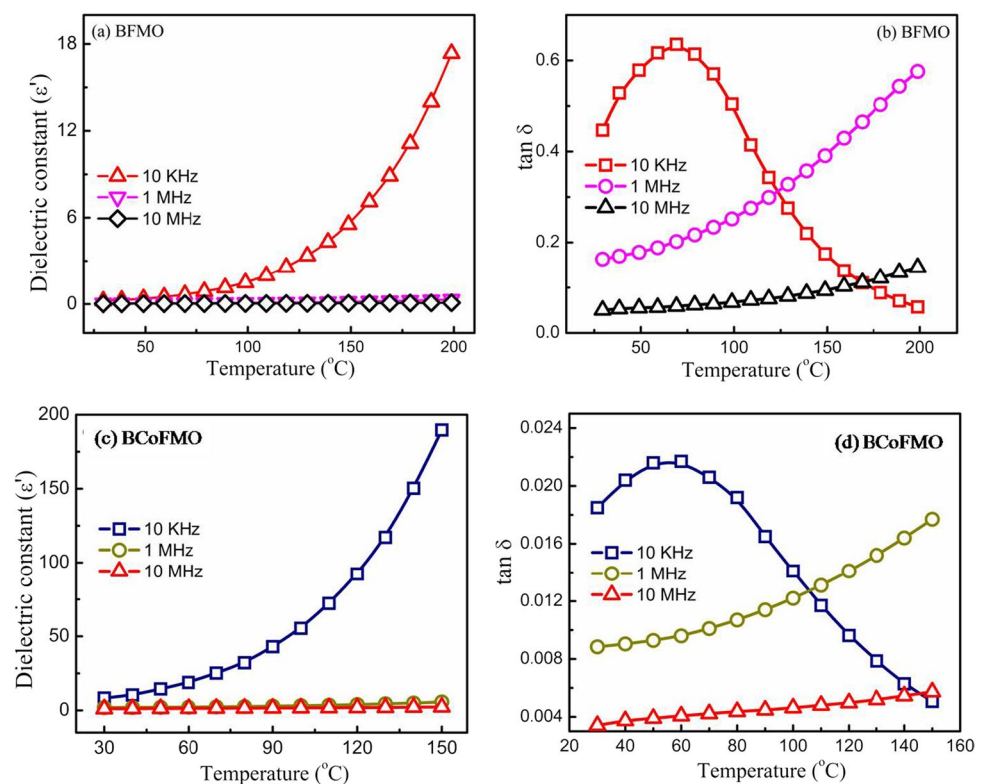 (a) BFMO
Dielectric constant (ε')
18
12
6
0
10 KHz
1 MHz
10 MHz
50 100 150 200
Temperature (°C)
(b) BFMO
tan δ
0.6
0.4
0.2
0.0
10 KHz
1 MHz
10 MHz
50 100 150 200
Temperature (°C)
(c) BCoFMO
Dielectric constant (ε')
200
150
100
50
0
10 KHz
1 MHz
10 MHz
30 60 90 120 150
Temperature (°C)
(d) BCoFMO
tan δ
0.024
0.020
0.016
0.012
0.008
0.004
10 KHz
1 MHz
10 MHz
20 40 60 80 100 120 140 160
Temperature (°C)